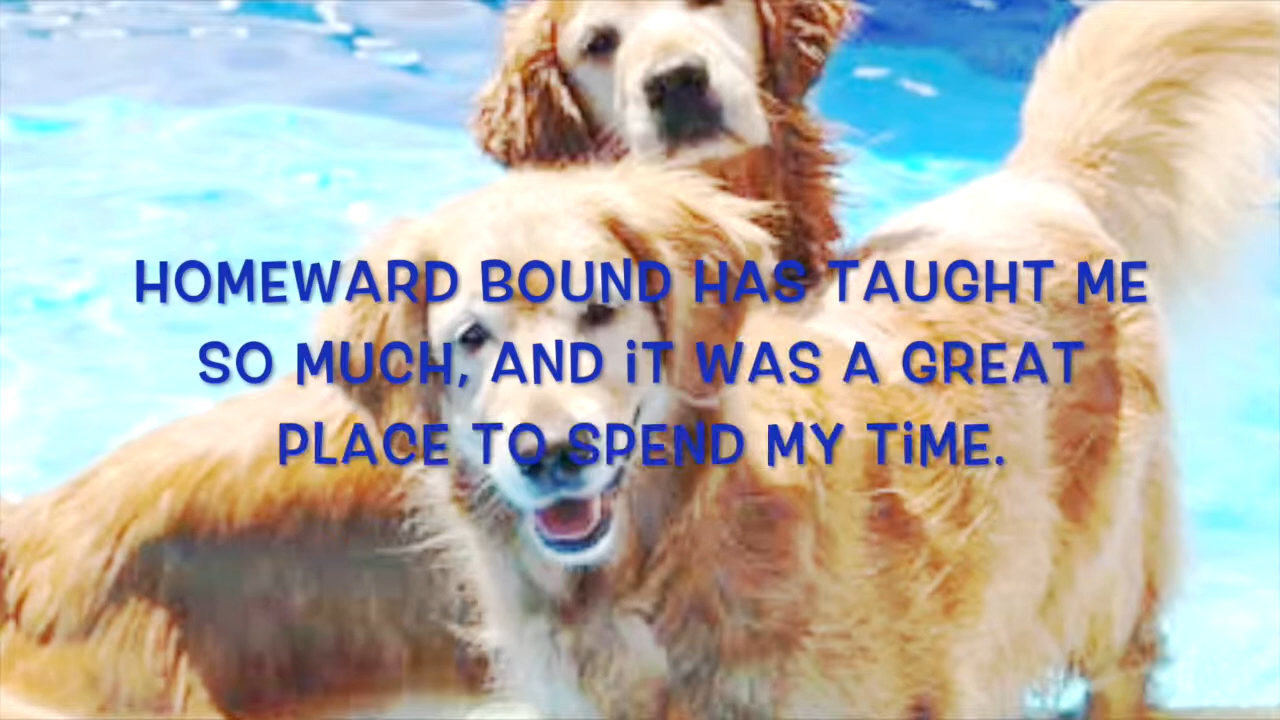 HOMEWARD BOUND HAS TAUGHT ME
SO MUCH, AND iT WAS A GREAT
PLACE TO SPEND MY TiME.